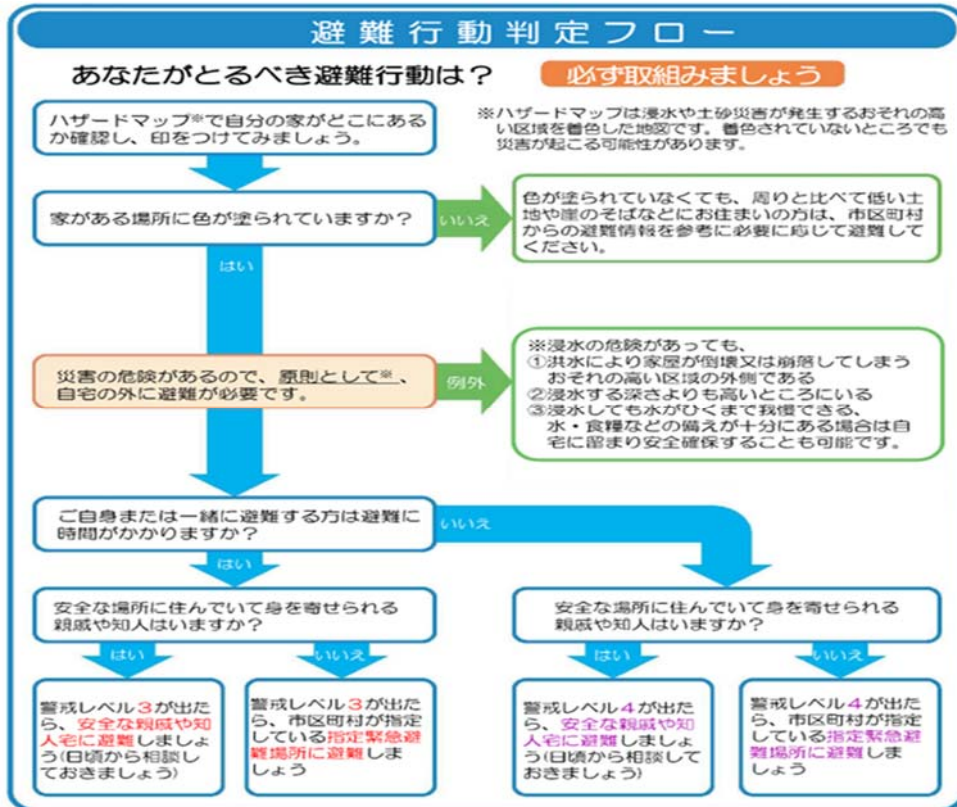 避難行動判定フロー
あなたがとるべき避難行動は？
必ず取組みましょう
ハザードマップ※で自分の家がどこにある
か確認し、印をつけてみましょう。
※ハザードマップは浸水や土砂災害が発生するおそれの高
い区域を着色した地図です。着色されていないところでも
災害が起こる可能性があります。
家がある場所に色が塗られていますか？
いいえ
色が塗られていなくても、周りと比べて低い土
地や崖のそばなどにお住まいの方は、市区町村
からの避難情報を参考に必要に応じて避難して
ください。
はい
災害の危険があるので、原則として※、
自宅の外に避難が必要です。
例外
※浸水の危険があっても、
①洪水により家屋が倒壊又は崩落してしまう
おそれの高い区域の外側である
②浸水する深さよりも高いところにいる
③浸水しても水がひくまで我慢できる、
水・食糧などの備えが十分にある場合は自
宅に留まり安全確保することも可能です。
ご自身または一緒に避難する方は避難に
時間がかかりますか？
いいえ
はい
安全な場所に住んでいて身を寄せられる
親戚や知人はいますか？
はい
いいえ
警戒レベル3が出た
ら、安全な親戚や知
人宅に避難しましょ
う(日頃から相談し
ておきましょう)
警戒レベル3が出た
ら、市区町村が指定
している指定緊急避
難場所に避難しま
しょう
安全な場所に住んでいて身を寄せられる
親戚や知人はいますか？
はい
いいえ
警戒レベル4が出た
ら、安全な親戚や知
人宅に避難しましょ
う(日頃から相談し
ておきましょう)
警戒レベル4が出た
ら、市区町村が指定
している指定緊急避
難場所に避難しま
しょう